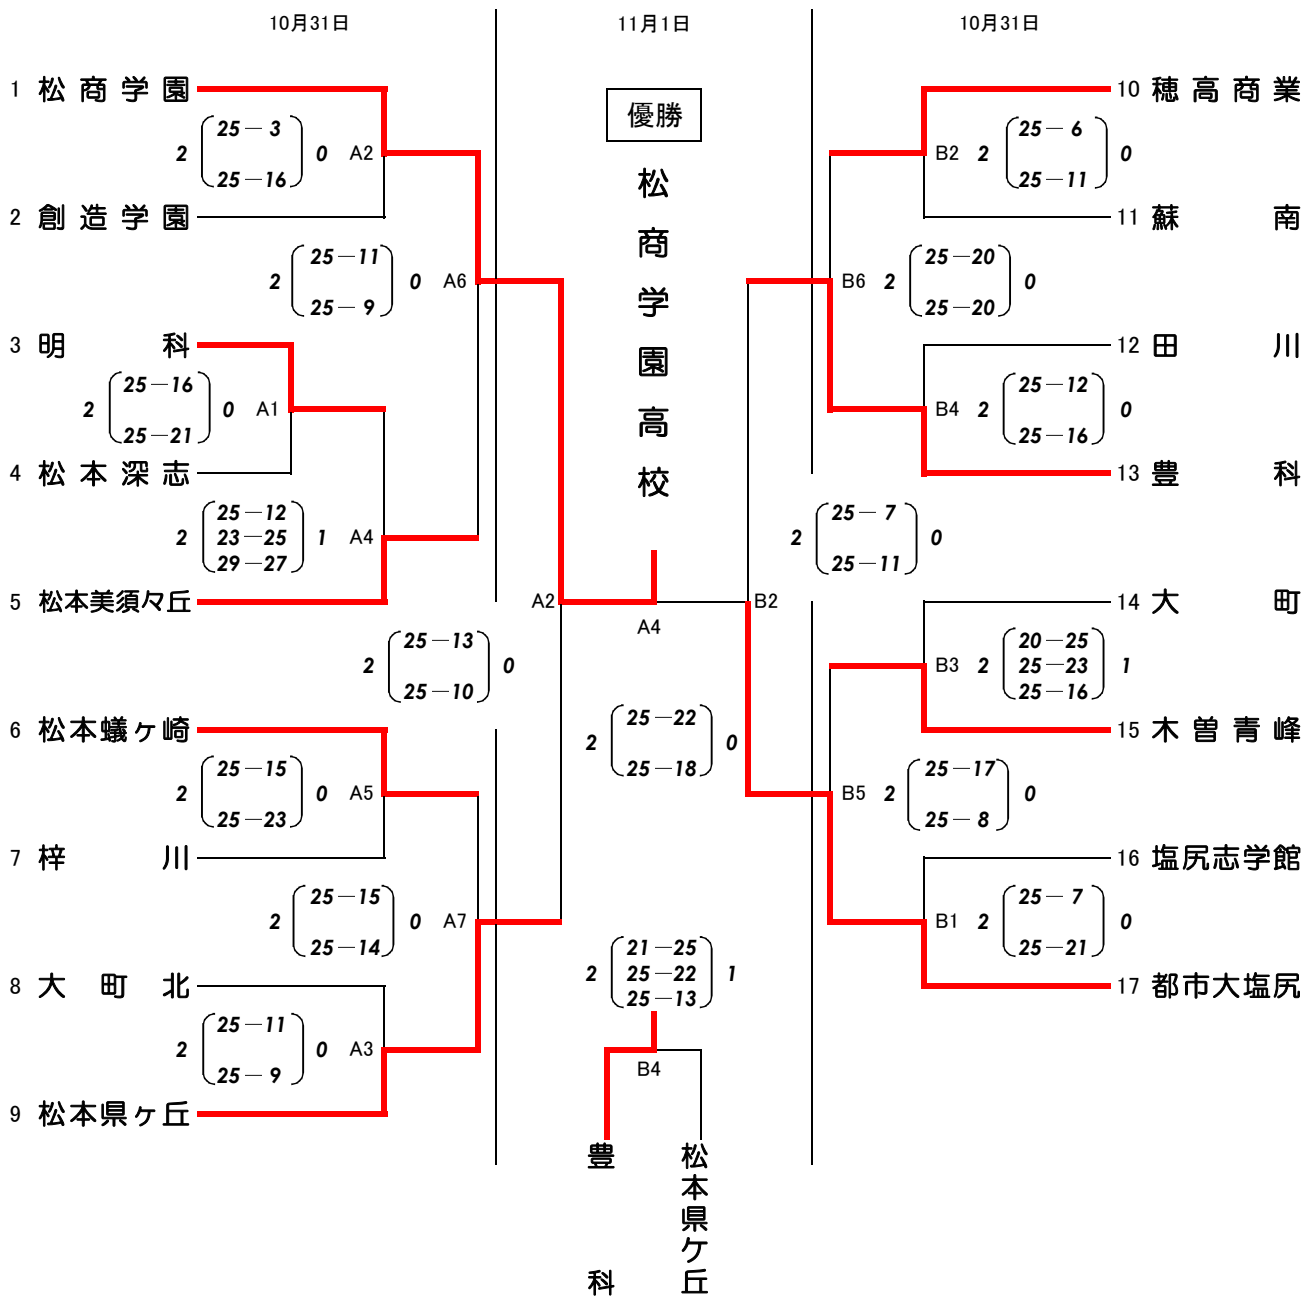 10月31日
11月1日
10月31日
優勝
松商学園高校
1 松商学園
25－3
2 0 A2
25－16
2 創造学園
25－11
2 0 A6
25－9
3 明科
25－16
2 0 A1
25－21
4 松本深志
25－12
2 23－25 1 A4
29－27
5 松本美須々丘
A2
25－13
2 0
25－10
6 松本蟻ヶ崎
25－15
2 0 A5
25－23
7 梓川
25－15
2 0 A7
25－14
8 大町北
25－11
2 0 A3
25－9
9 松本県ヶ丘
A4
25－22
2 0
25－18
21－25
2 25－22 1
25－13
B4
豊科
松本県ケ丘
10 穂高商業
25－6
B2 2 0
25－11
11 蘇南
25－20
B6 2 0
25－20
12 田川
25－12
B4 2 0
25－16
13 豊科
25－7
2 0
25－11
B2
14 大町
20－25
B3 2 25－23 1
25－16
15 木曽青峰
25－17
B5 2 0
25－8
16 塩尻志学館
25－7
B1 2 0
25－21
17 都市大塩尻